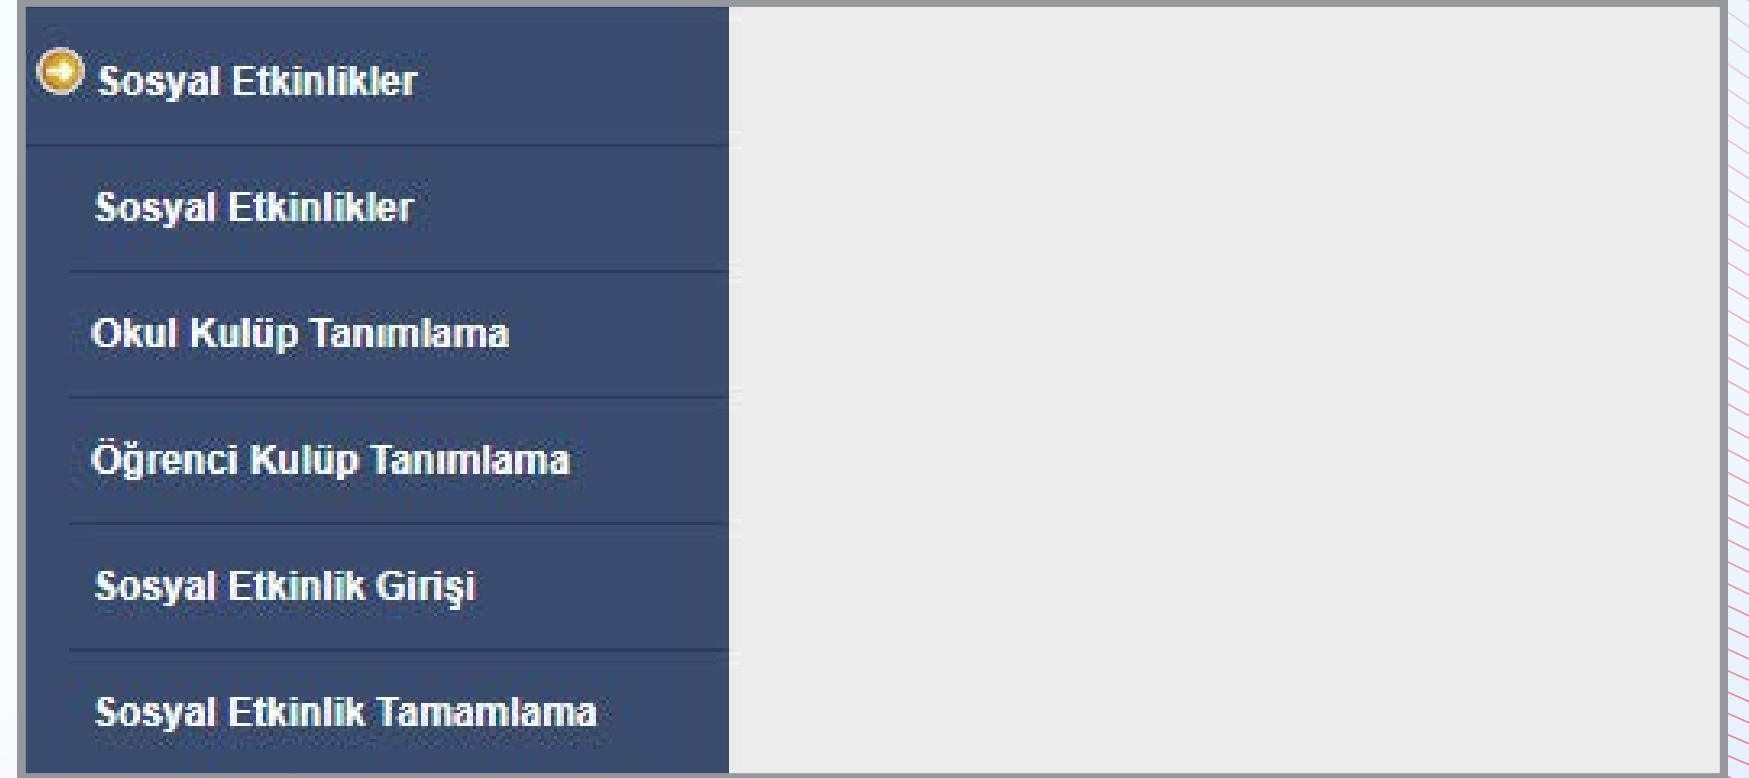 Sosyal Etkinlikler
Sosyal Etkinlikler
Okul Kulüp Tanımlama
Öğrenci Kulüp Tanımlama
Sosyal Etkinlik Girişi
Sosyal Etkinlik Tamamlama